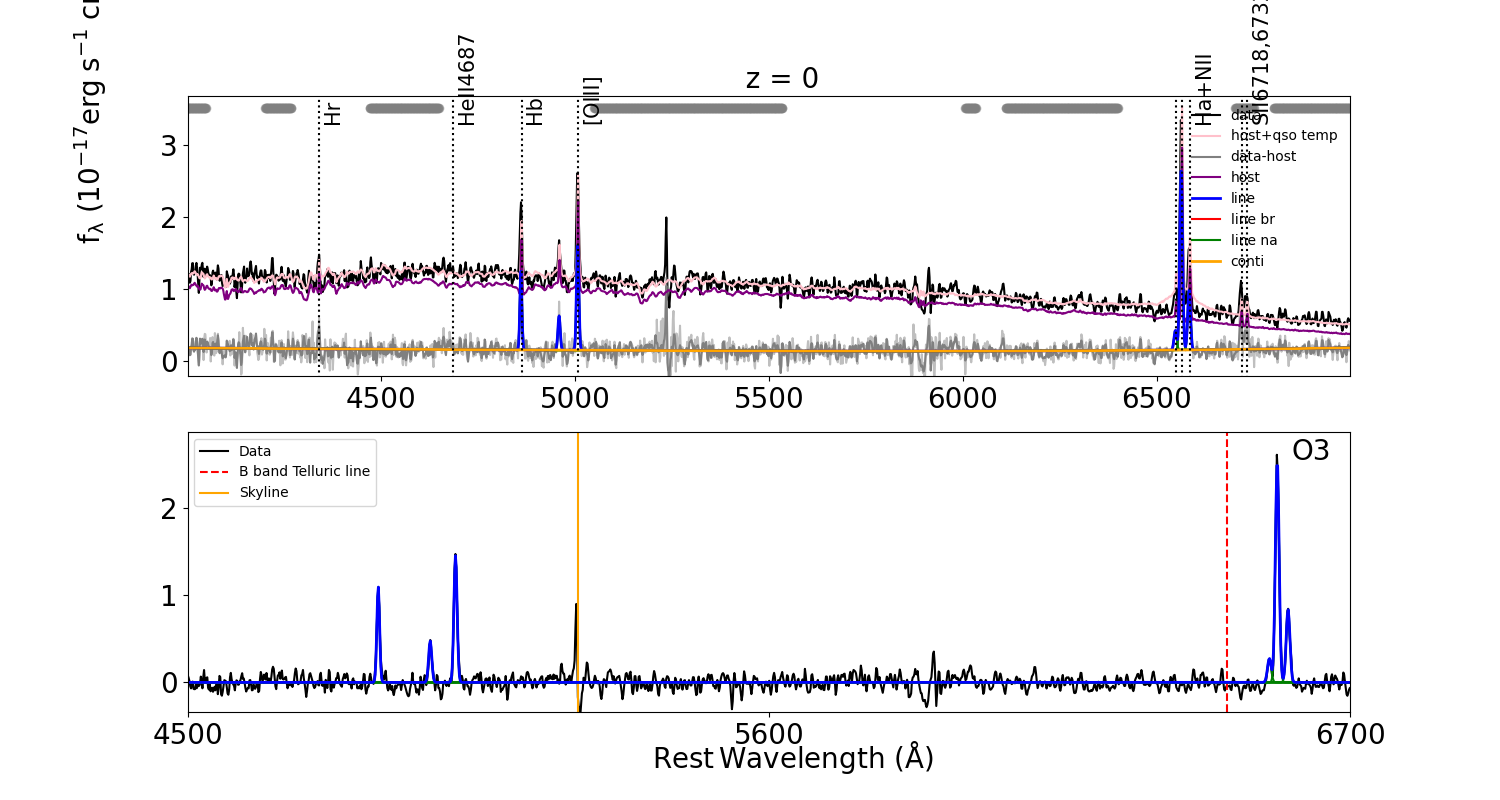 z = 0
fλ (10−17erg s−1 c
Hr
HeII4687
Hb
[OIII]
Ha+NII
data
host+qso temp
data-host
host
line
line br
line na
conti
3
2
1
0
4500 5000 5500 6000 6500
Data
B band Telluric line
Skyline
O3
2
1
0
4500 5600 6700
Rest Wavelength (Å)